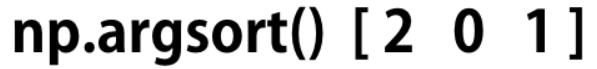 np.argsort() [ 2 0 1 ]